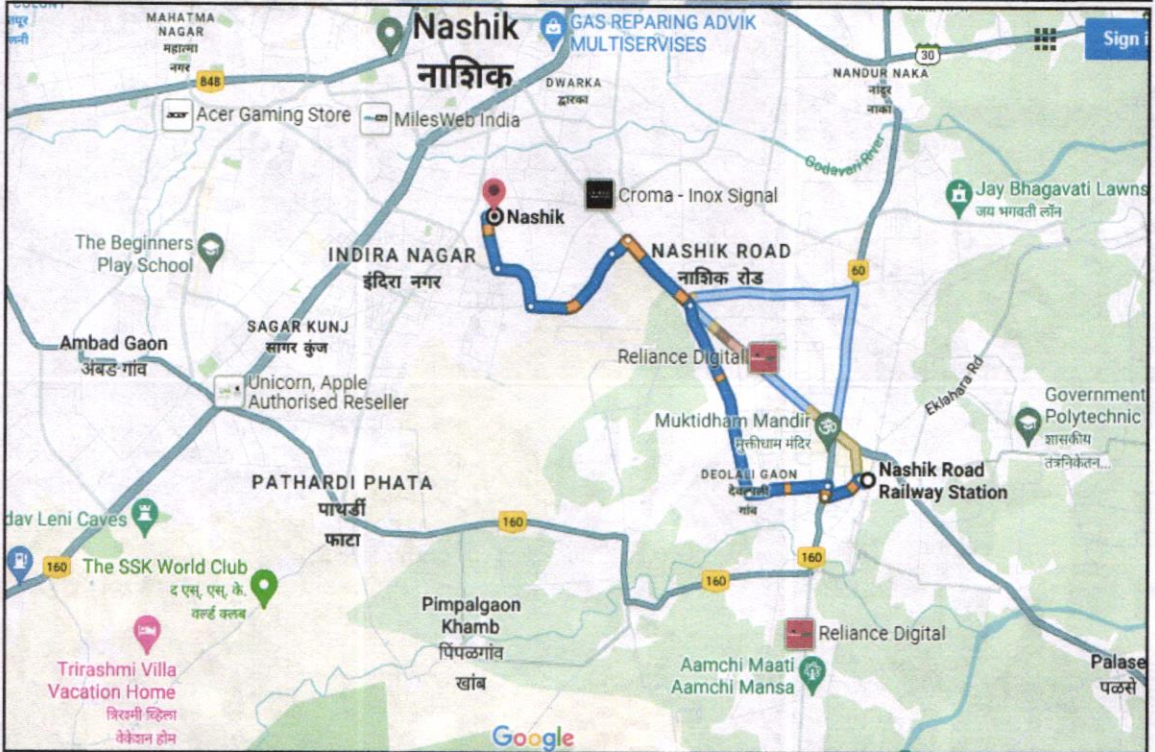 MAHATMA
NAGAR
महात्मा
नगर
Nashik
नाशिक
GAS REPARING ADVIK
MULTISERVISES
30
Sign i
848
DWARKA
द्वारका
NANDUR NAKA
नांदूर
नाका
acer
Acer Gaming Store
MilesWeb India
Godavari River
Croma - Inox Signal
Jay Bhagavati Lawns
जय भगवती लॉन
Nashik
The Beginners
Play School
INDIRA NAGAR
इंदिरा नगर
NASHIK ROAD
नाशिक रोड
60
SAGAR KUNJ
सागर कुंज
Ambad Gaon
अंबड गांव
Reliance Digital
Unicorn, Apple
Authorised Reseller
Eklahara Rd
Government
Polytechnic
शासकीय
तंत्रनिकेतन...
Muktidham Mandir
मुक्तीधाम मंदिर
DEOLALI GAON
देवळाली
गांव
Nashik Road
Railway Station
PATHARDI PHATA
पाथर्डी
फाटा
dav Leni Caves
160
160
160
160
The SSK World Club
द एस्. एस्. के.
वर्ल्ड क्लब
Pimpalgaon
Khamb
पिंपळगांव
खांब
Reliance Digital
Trirashmi Villa
Vacation Home
त्रिरश्मी व्हिला
वेकेशन होम
Aamchi Maati
Aamchi Mansa
Palase
पळसे
Google